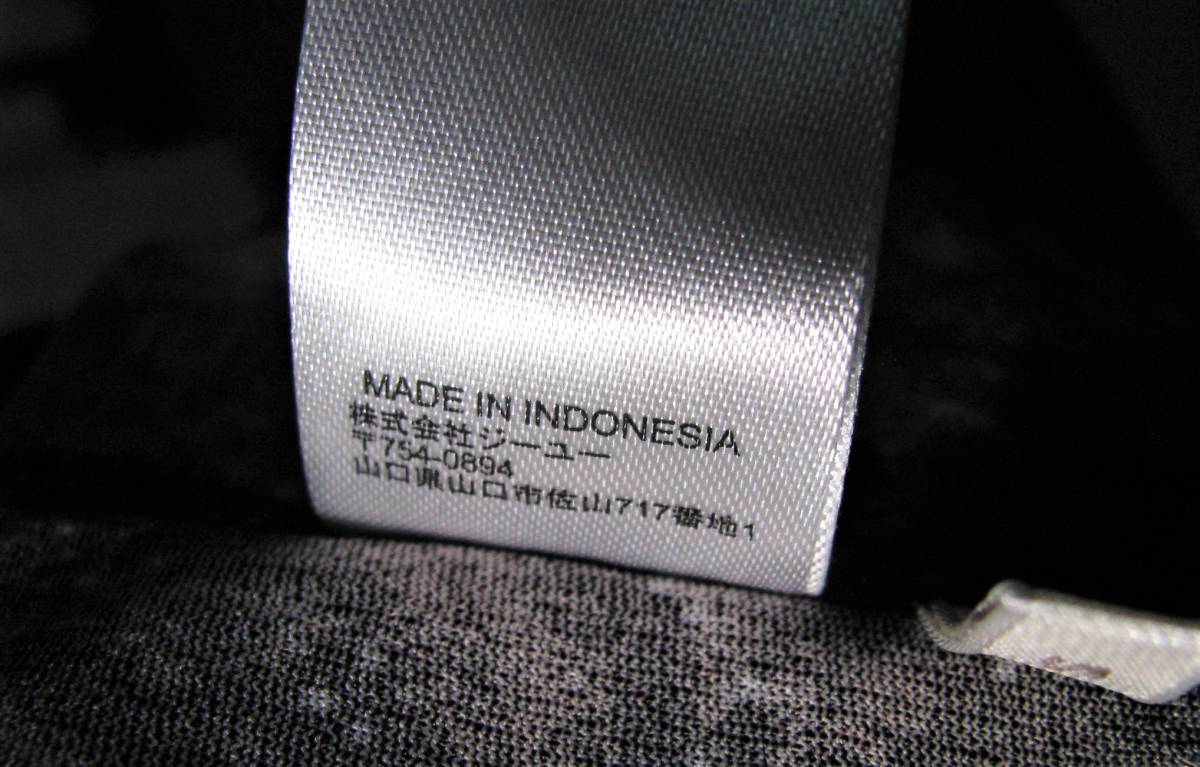 MADE IN INDONESIA
株式会社ジーユー
〒754-0894
山口県山口市佐山717番地1